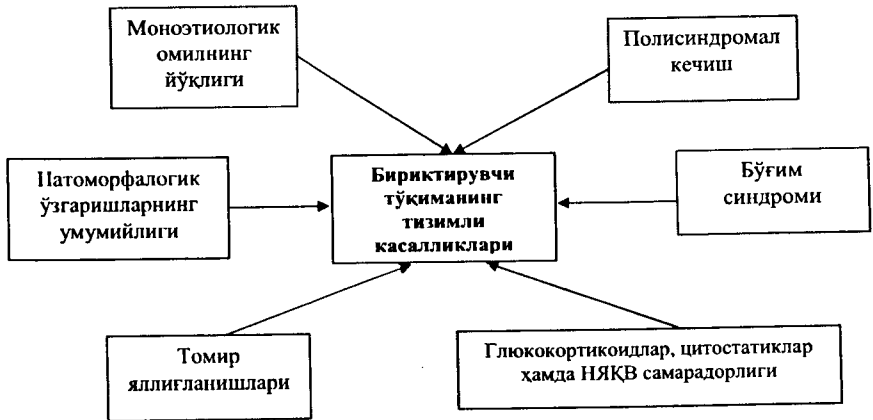 Моноэтиологик
омилнинг
йўқлиги
Полисиндромал
кечиш
Патоморфалогик
ўзгаришларнинг
умумийлиги
Бириктирувчи
тўқиманинг
тизимли
касалликлари
Бўғим
синдроми
Томир
яллиғланишлари
Глюкокортикоидлар, цитостатиклар
ҳамда НЯҚВ самарадорлиги